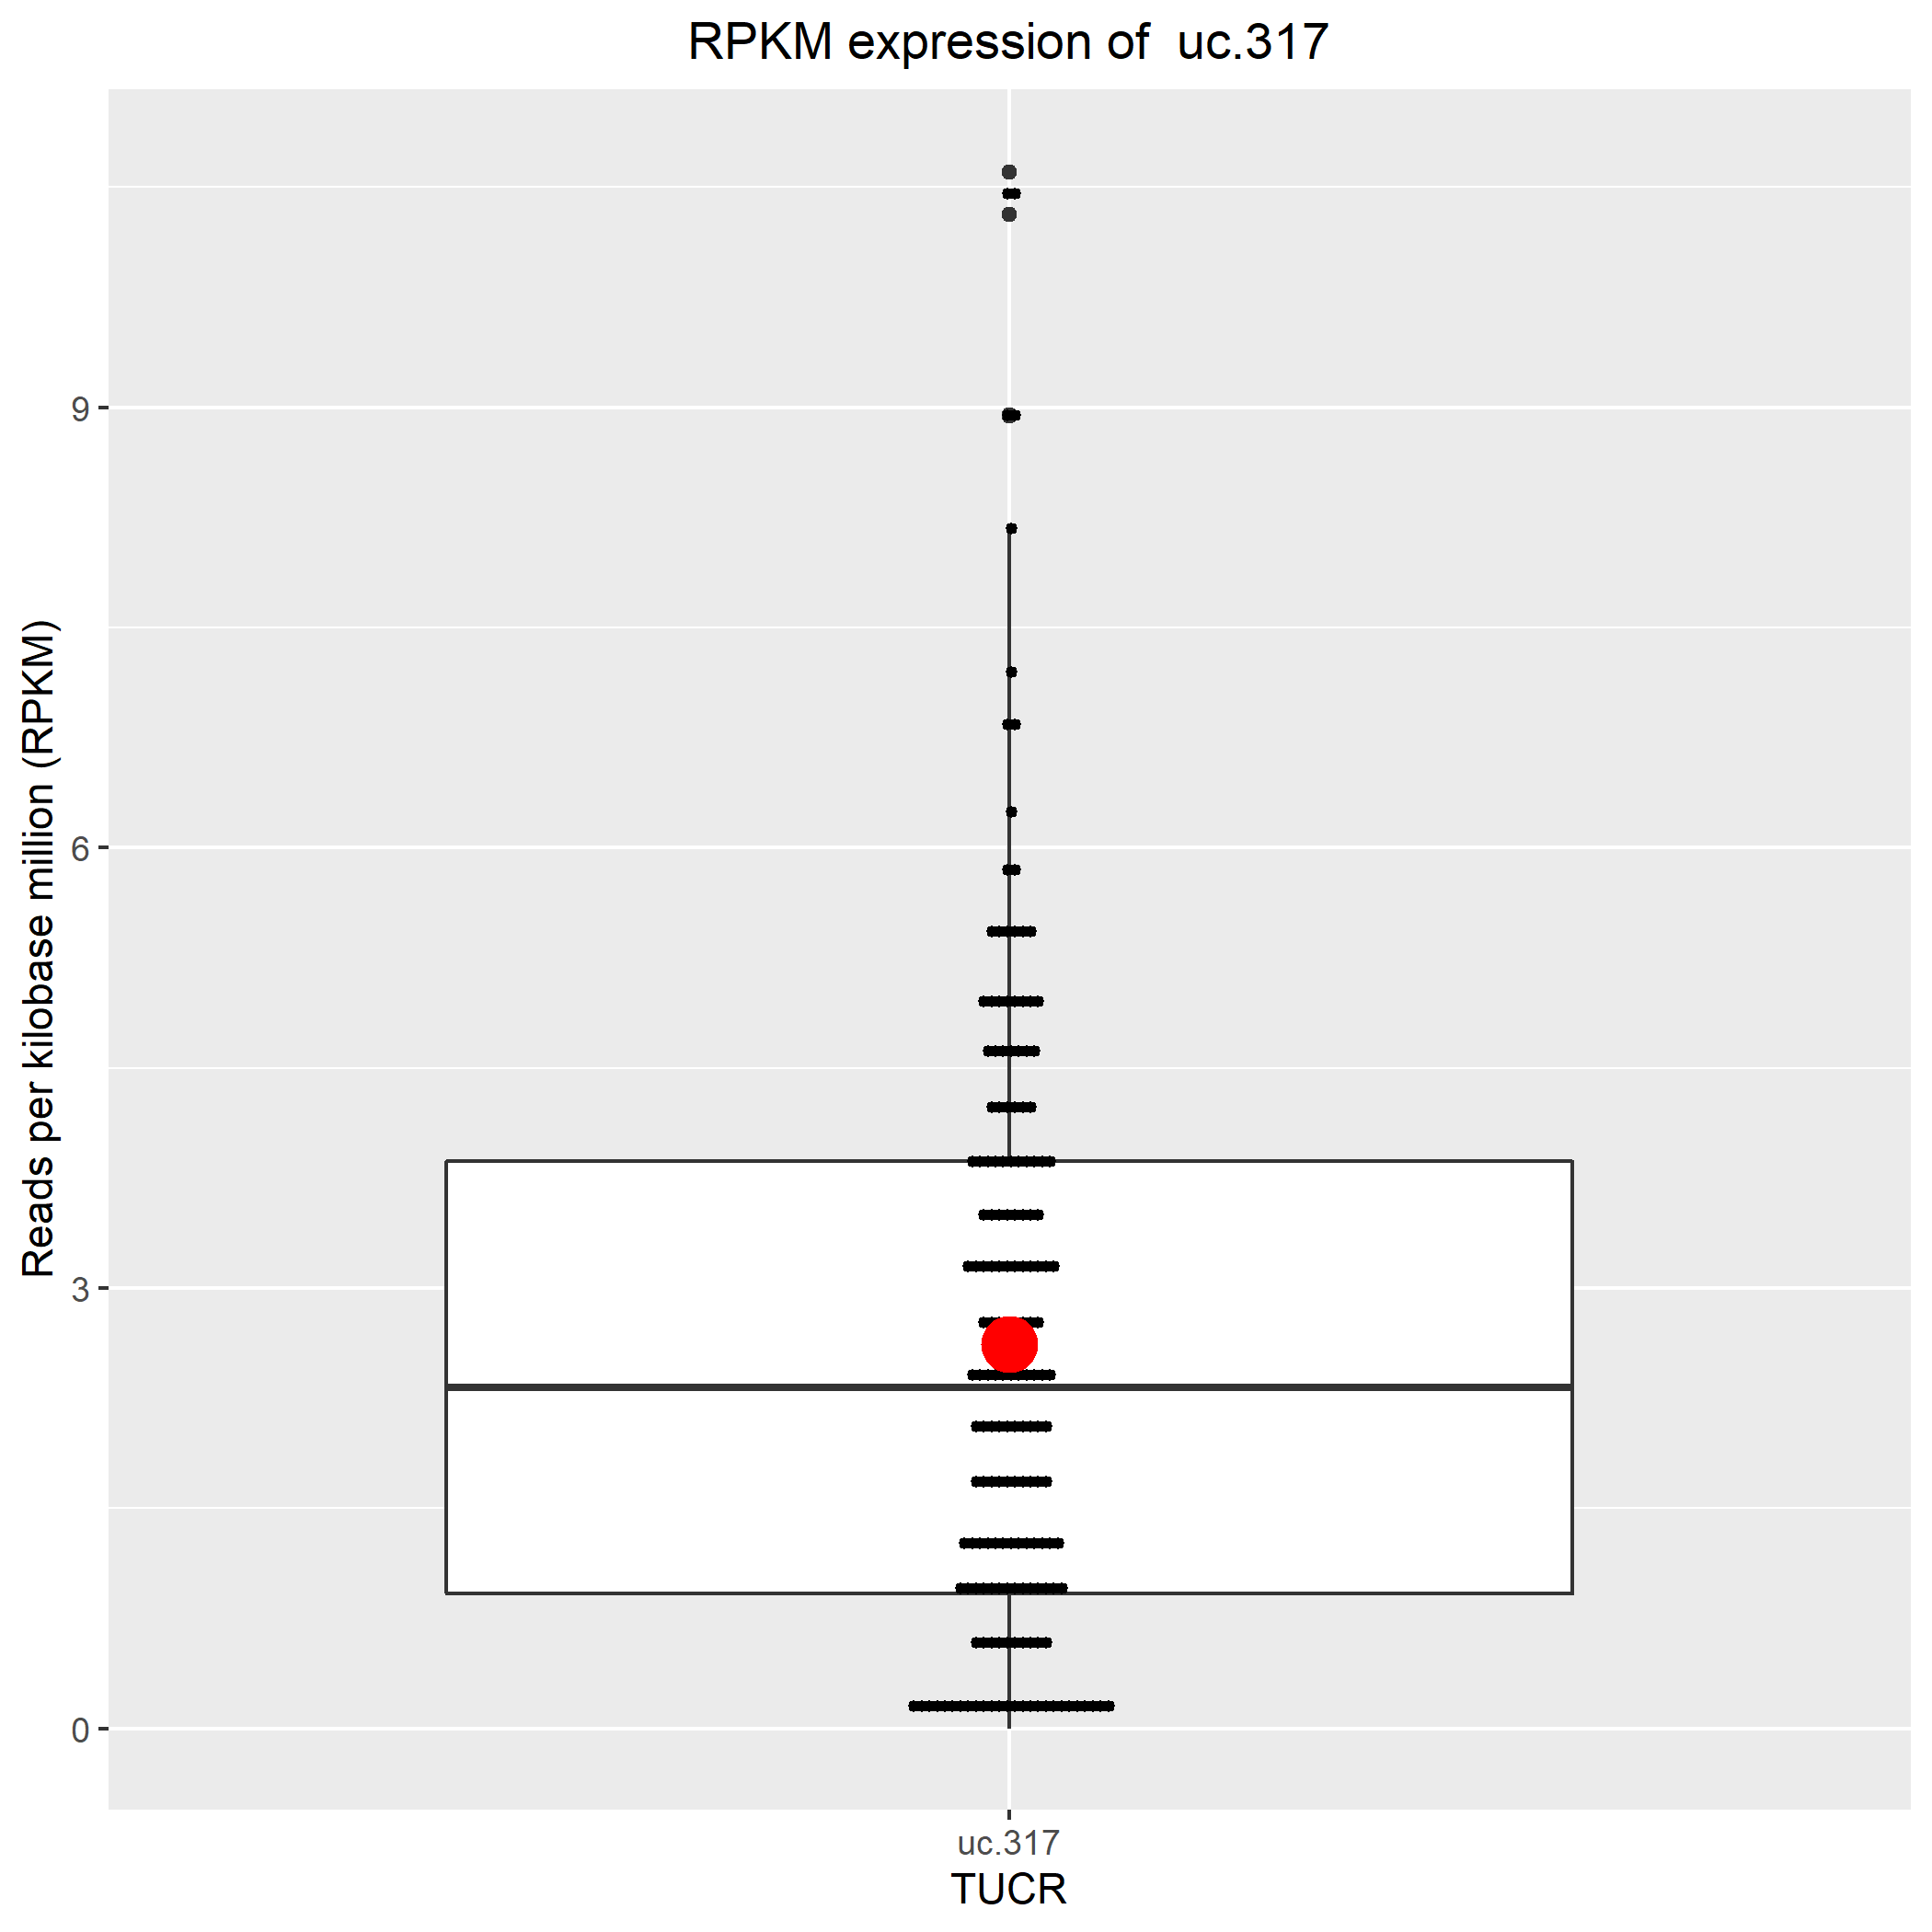 RPKM expression of  uc.317
Reads per kilobase million (RPKM)
9
6
3
0
uc.317
TUCR